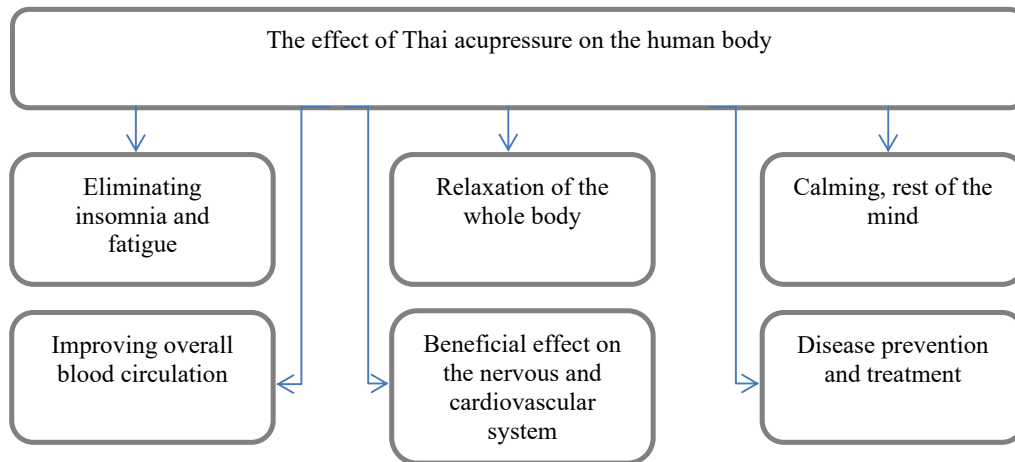 The effect of Thai acupressure on the human body
Eliminating
insomnia and
fatigue
Relaxation of the
whole body
Calming, rest of the
mind
Improving overall
blood circulation
Beneficial effect on
the nervous and
cardiovascular
system
Disease prevention
and treatment